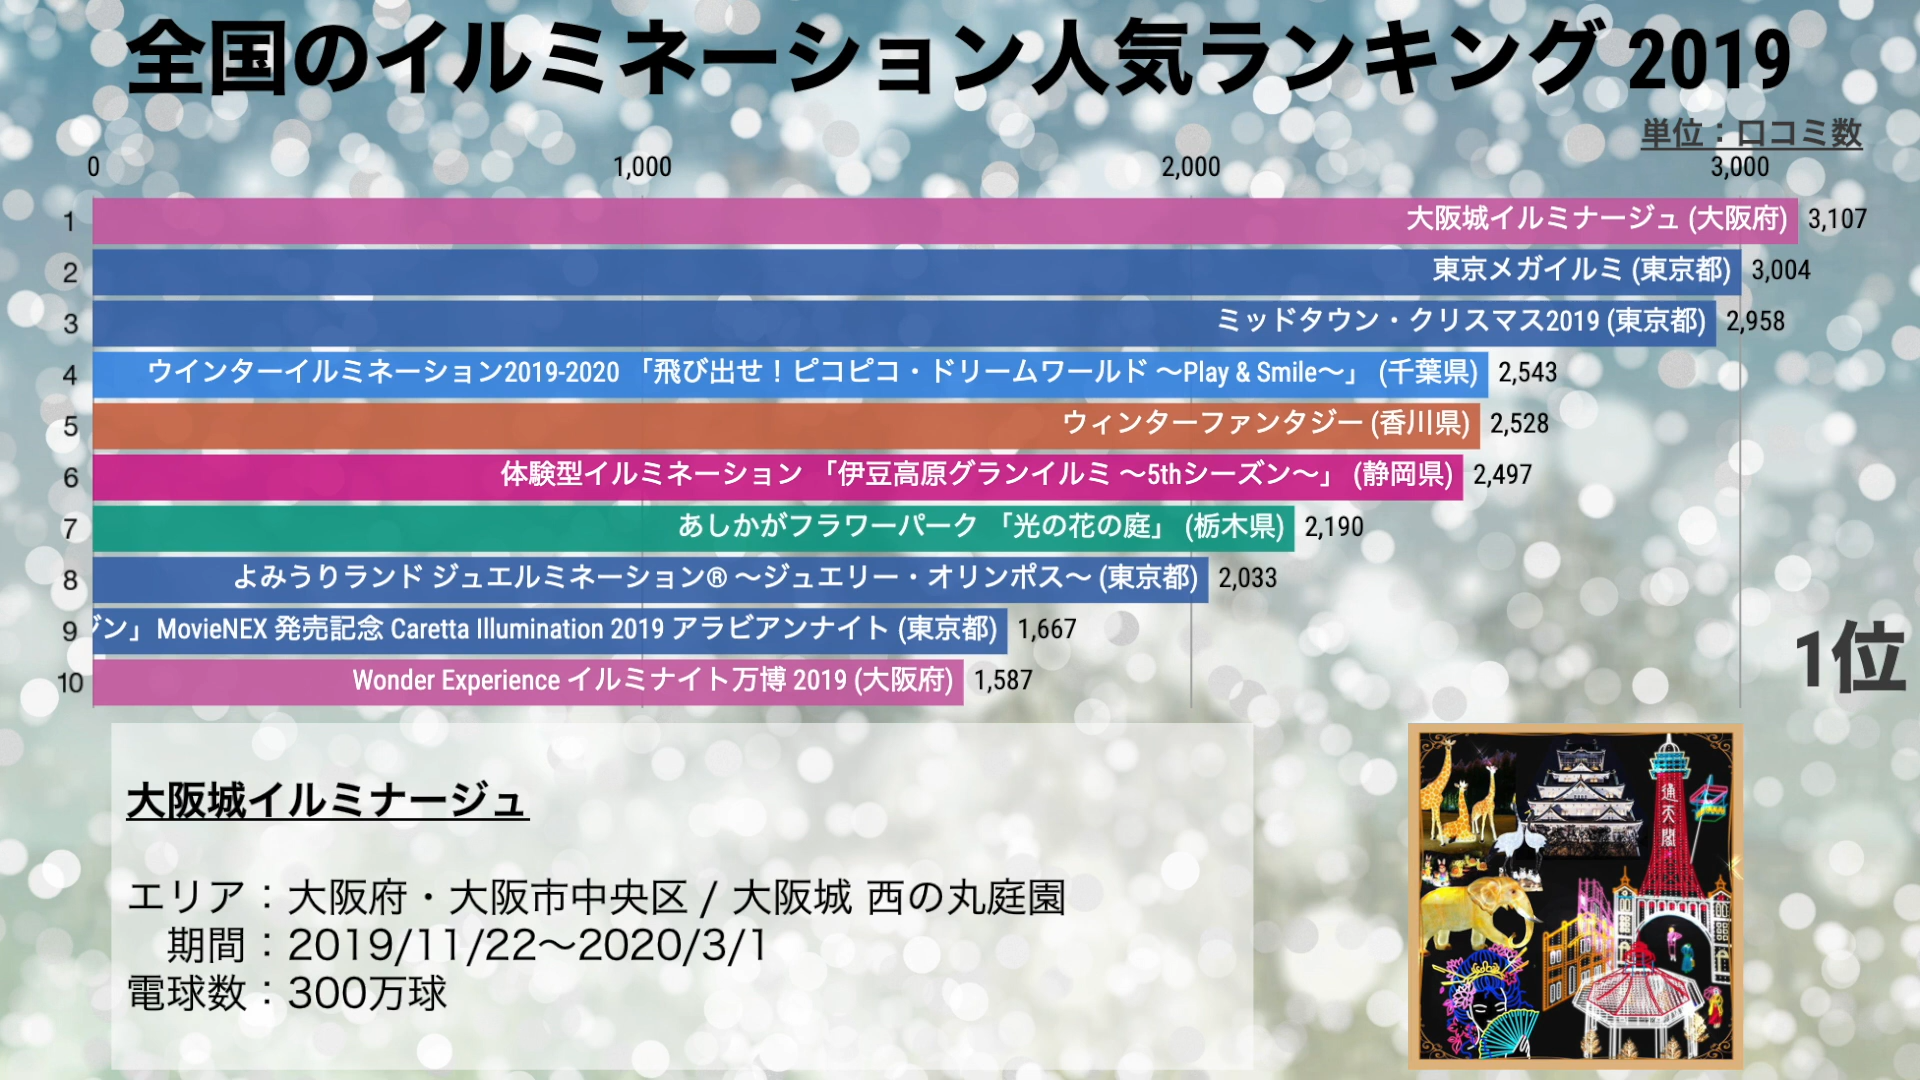 全国のイルミネーション人気ランキング 2019
単位：口コミ数
0 1,000 2,000 3,000
1 大阪城イルミナージュ (大阪府) 3,107
2 東京メガイルミ (東京都) 3,004
3 ミッドタウン・クリスマス2019 (東京都) 2,958
4 ウインターイルミネーション2019-2020 「飛び出せ！ピコピコ・ドリームワールド ～Play & Smile～」 (千葉県) 2,543
5 ウィンターファンタジー (香川県) 2,528
6 体験型イルミネーション 「伊豆高原グランイルミ ～5thシーズン～」 (静岡県) 2,497
7 あしかがフラワーパーク 「光の花の庭」 (栃木県) 2,190
8 よみうりランド ジュエルミネーション® ～ジュエリー・オリンポス～ (東京都) 2,033
9 ン」 MovieNEX 発売記念 Caretta Illumination 2019 アラビアンナイト (東京都) 1,667
10 Wonder Experience イルミナイト万博 2019 (大阪府) 1,587
1位
大阪城イルミナージュ
エリア：大阪府・大阪市中央区 / 大阪城 西の丸庭園
期間：2019/11/22～2020/3/1
電球数：300万球
通天閣